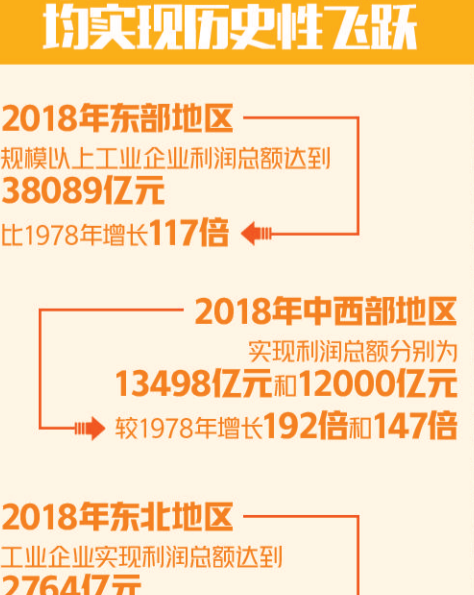 均实现历史性飞跃
2018年东部地区
规模以上工业企业利润总额达到
38089亿元
比1978年增长117倍
2018年中西部地区
实现利润总额分别为
13498亿元和12000亿元
较1978年增长192倍和147倍
2018年东北地区
工业企业实现利润总额达到
2764亿元